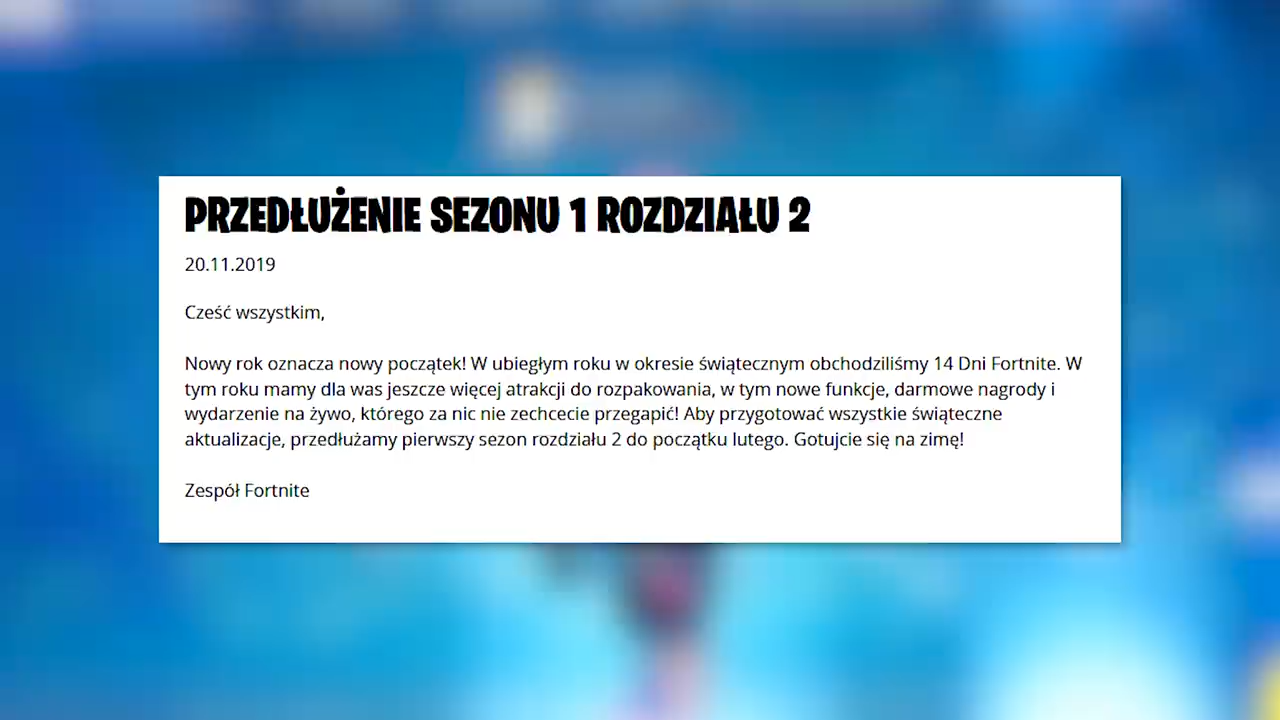 PRZEDŁUŻENIE SEZONU 1 ROZDZIAŁU 2
20.11.2019
Cześć wszystkim,
Nowy rok oznacza nowy początek! W ubiegłym roku w okresie świątecznym obchodziliśmy 14 Dni Fortnite. W
tym roku mamy dla was jeszcze więcej atrakcji do rozpakowania, w tym nowe funkcje, darmowe nagrody i
wydarzenie na żywo, którego za nic nie zechcecie przegapić! Aby przygotować wszystkie świąteczne
aktualizacje, przedłużamy pierwszy sezon rozdziału 2 do początku lutego. Gotujcie się na zimę!
Zespół Fortnite